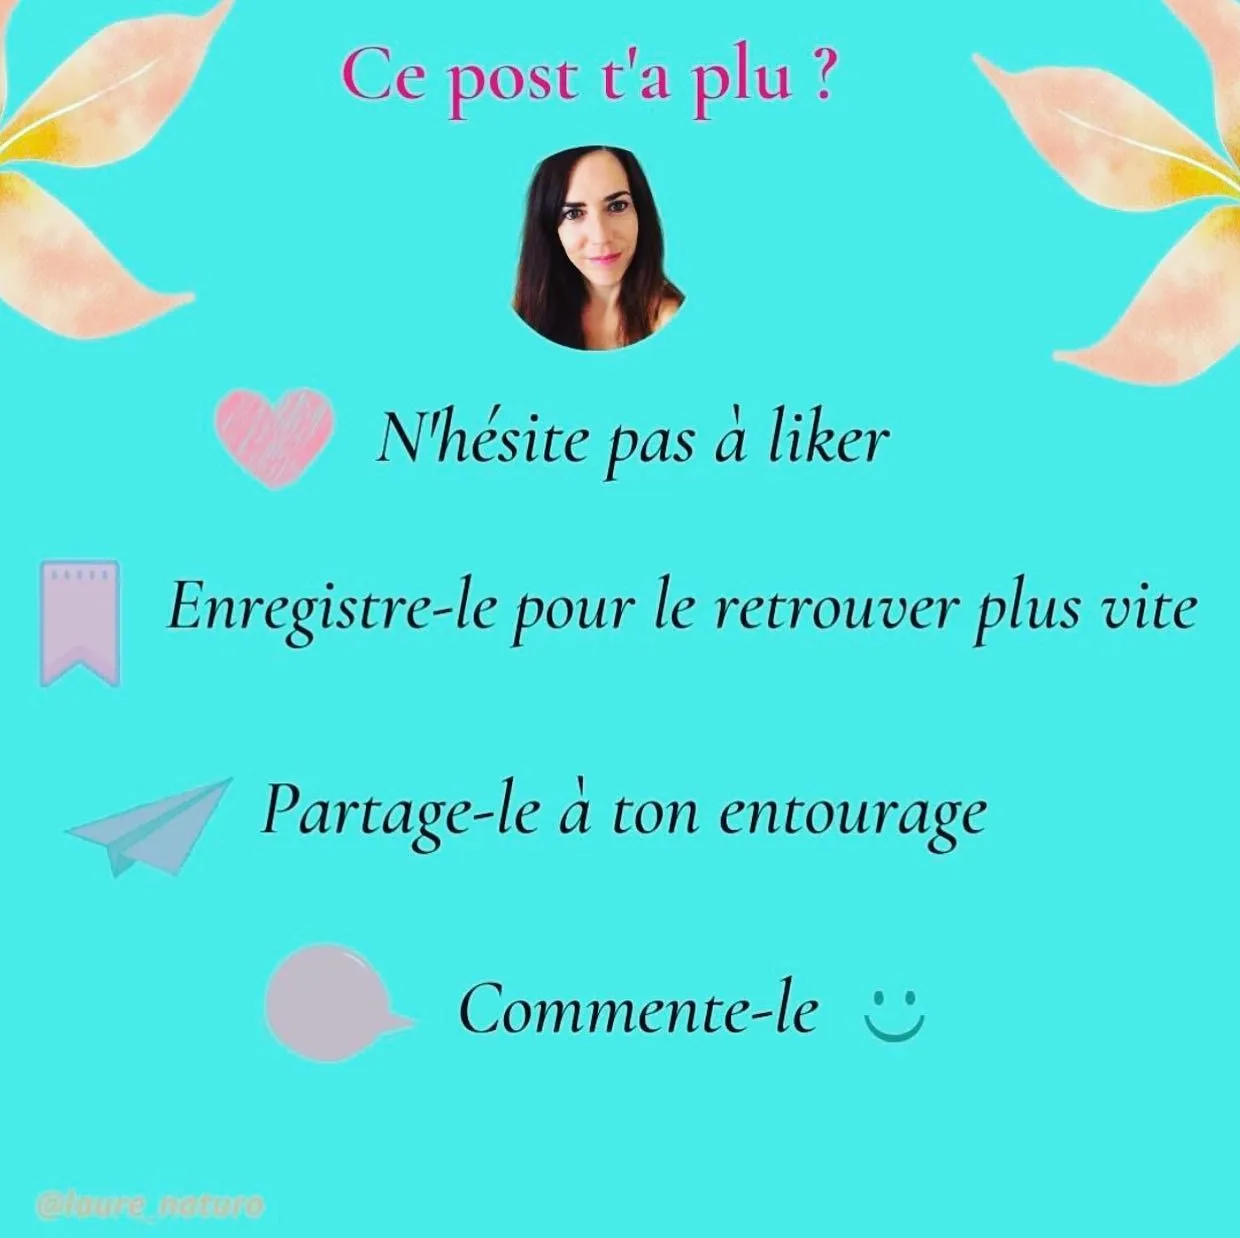 Ce post t'a plu ?
N'hésite pas à liker
Enregistre-le pour le retrouver plus vite
Partage-le à ton entourage
Commente-le
@laure_naturo